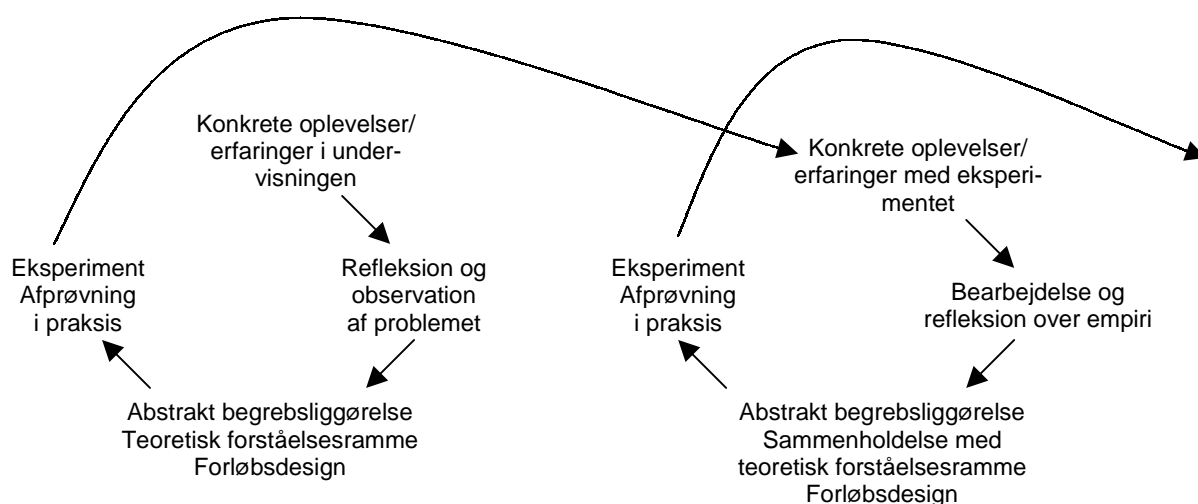 Konkrete oplevelser/
erfaringer i under-
visningen
Refleksion og
observation
af problemet
Abstrakt begrebsliggørelse
Teoretisk forståelsesramme
Forløbsdesign
Eksperiment
Afprøvning
i praksis
Konkrete oplevelser/
erfaringer med eksperi-
mentet
Bearbejdelse og
refleksion over empiri
Abstrakt begrebsliggørelse
Sammenholdelse med
teoretisk forståelsesramme
Forløbsdesign
Eksperiment
Afprøvning
i praksis